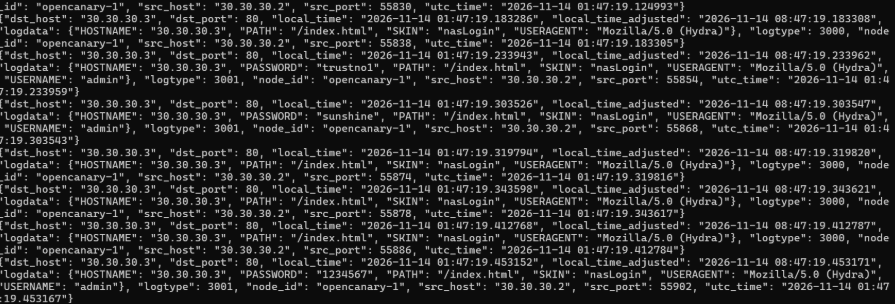 _id": "opencanary-1", "src_host": "30.30.30.2", "src_port": 55830, "utc_time": "2026-11-14 01:47:19.124993"}
{"dst_host": "30.30.30.3", "dst_port": 80, "local_time": "2026-11-14 01:47:19.183286", "local_time_adjusted": "2026-11-14 08:47:19.183308",
"logdata": {"HOSTNAME": "30.30.30.3", "PATH": "/index.html", "SKIN": "nasLogin", "USERAGENT": "Mozilla/5.0 (Hydra)"}, "logtype": 3000, "node
_id": "opencanary-1", "src_host": "30.30.30.2", "src_port": 55838, "utc_time": "2026-11-14 01:47:19.183305"}
{"dst_host": "30.30.30.3", "dst_port": 80, "local_time": "2026-11-14 01:47:19.233943", "local_time_adjusted": "2026-11-14 08:47:19.233962",
"logdata": {"HOSTNAME": "30.30.30.3", "PASSWORD": "trustno1", "PATH": "/index.html", "SKIN": "nasLogin", "USERAGENT": "Mozilla/5.0 (Hydra)",
"USERNAME": "admin"}, "logtype": 3001, "node_id": "opencanary-1", "src_host": "30.30.30.2", "src_port": 55854, "utc_time": "2026-11-14 01:4
7:19.233959"}
{"dst_host": "30.30.30.3", "dst_port": 80, "local_time": "2026-11-14 01:47:19.303526", "local_time_adjusted": "2026-11-14 08:47:19.303547",
"logdata": {"HOSTNAME": "30.30.30.3", "PASSWORD": "sunshine", "PATH": "/index.html", "SKIN": "nasLogin", "USERAGENT": "Mozilla/5.0 (Hydra)",
"USERNAME": "admin"}, "logtype": 3001, "node_id": "opencanary-1", "src_host": "30.30.30.2", "src_port": 55868, "utc_time": "2026-11-14 01:4
7:19.303543"}
{"dst_host": "30.30.30.3", "dst_port": 80, "local_time": "2026-11-14 01:47:19.319794", "local_time_adjusted": "2026-11-14 08:47:19.319820",
"logdata": {"HOSTNAME": "30.30.30.3", "PATH": "/index.html", "SKIN": "nasLogin", "USERAGENT": "Mozilla/5.0 (Hydra)"}, "logtype": 3000, "node
_id": "opencanary-1", "src_host": "30.30.30.2", "src_port": 55874, "utc_time": "2026-11-14 01:47:19.319816"}
{"dst_host": "30.30.30.3", "dst_port": 80, "local_time": "2026-11-14 01:47:19.343598", "local_time_adjusted": "2026-11-14 08:47:19.343621",
"logdata": {"HOSTNAME": "30.30.30.3", "PATH": "/index.html", "SKIN": "nasLogin", "USERAGENT": "Mozilla/5.0 (Hydra)"}, "logtype": 3000, "node
_id": "opencanary-1", "src_host": "30.30.30.2", "src_port": 55878, "utc_time": "2026-11-14 01:47:19.343617"}
{"dst_host": "30.30.30.3", "dst_port": 80, "local_time": "2026-11-14 01:47:19.412768", "local_time_adjusted": "2026-11-14 08:47:19.412787",
"logdata": {"HOSTNAME": "30.30.30.3", "PATH": "/index.html", "SKIN": "nasLogin", "USERAGENT": "Mozilla/5.0 (Hydra)"}, "logtype": 3000, "node
_id": "opencanary-1", "src_host": "30.30.30.2", "src_port": 55886, "utc_time": "2026-11-14 01:47:19.412784"}
{"dst_host": "30.30.30.3", "dst_port": 80, "local_time": "2026-11-14 01:47:19.453152", "local_time_adjusted": "2026-11-14 08:47:19.453171",
"logdata": {"HOSTNAME": "30.30.30.3", "PASSWORD": "1234567", "PATH": "/index.html", "SKIN": "nasLogin", "USERAGENT": "Mozilla/5.0 (Hydra)",
"USERNAME": "admin"}, "logtype": 3001, "node_id": "opencanary-1", "src_host": "30.30.30.2", "src_port": 55902, "utc_time": "2026-11-14 01:47
:19.453167"}